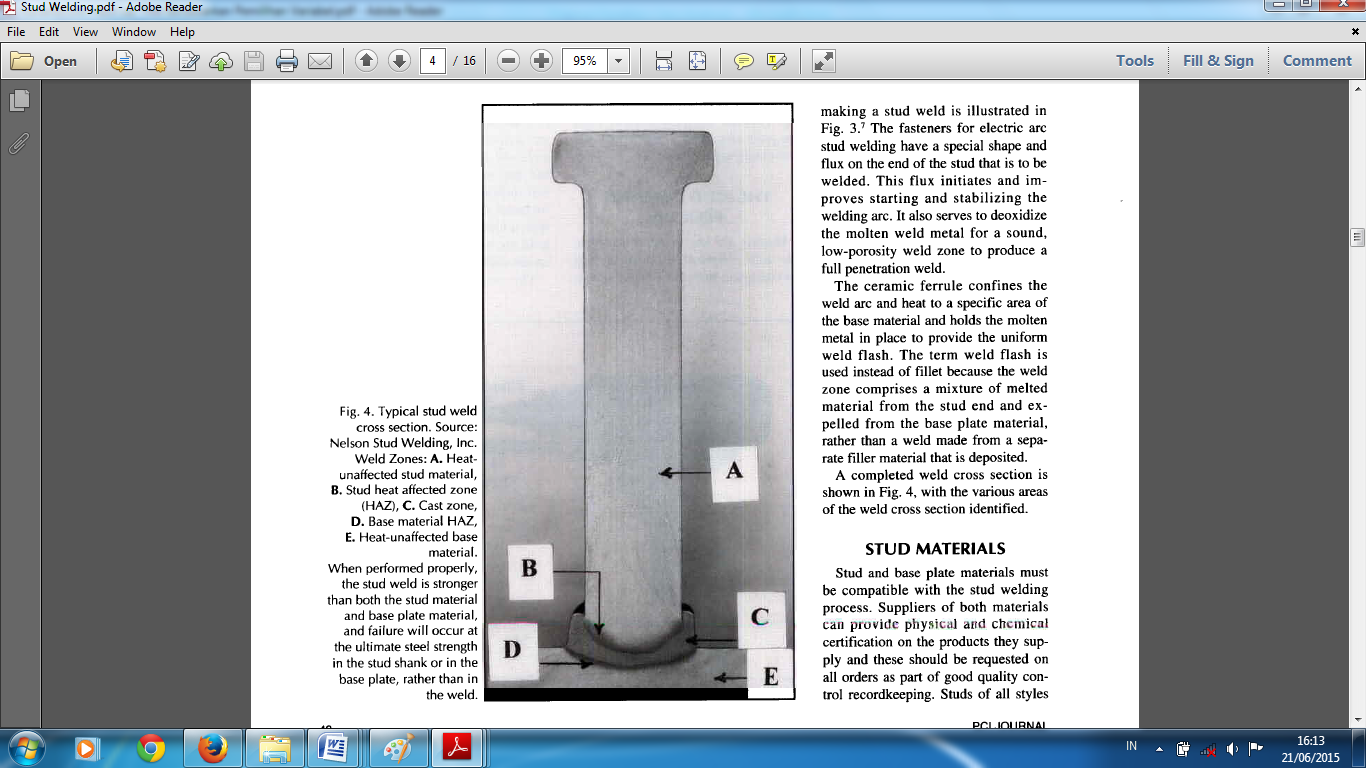 Stud Welding.pdf - Adobe Reader
File Edit View Window Help
Open 4 / 16 95% Tools Fill & Sign Comment
Fig. 4. Typical stud weld
cross section. Source:
Nelson Stud Welding, Inc.
Weld Zones: A. Heat-
unaffected stud material,
B. Stud heat affected zone
(HAZ), C. Cast zone,
D. Base material HAZ,
E. Heat-unaffected base
material.
When performed properly,
the stud weld is stronger
than both the stud material
and base plate material,
and failure will occur at
the ultimate steel strength
in the stud shank or in the
base plate, rather than in
the weld.
A
B
C
D
E
making a stud weld is illustrated in
Fig. 3.7 The fasteners for electric arc
stud welding have a special shape and
flux on the end of the stud that is to be
welded. This flux initiates and im-
proves starting and stabilizing the
welding arc. It also serves to deoxidize
the molten weld metal for a sound,
low-porosity weld zone to produce a
full penetration weld.
The ceramic ferrule confines the
weld arc and heat to a specific area of
the base material and holds the molten
metal in place to provide the uniform
weld flash. The term weld flash is
used instead of fillet because the weld
zone comprises a mixture of melted
material from the stud end and ex-
pelled from the base plate material,
rather than a weld made from a sepa-
rate filler material that is deposited.
A completed weld cross section is
shown in Fig. 4, with the various areas
of the weld cross section identified.
STUD MATERIALS
Stud and base plate materials must
be compatible with the stud welding
process. Suppliers of both materials
can provide physical and chemical
certification on the products they sup-
ply and these should be requested on
all orders as part of good quality con-
trol recordkeeping. Studs of all styles
PCI JOURNAL
IN 16:13
21/06/2015